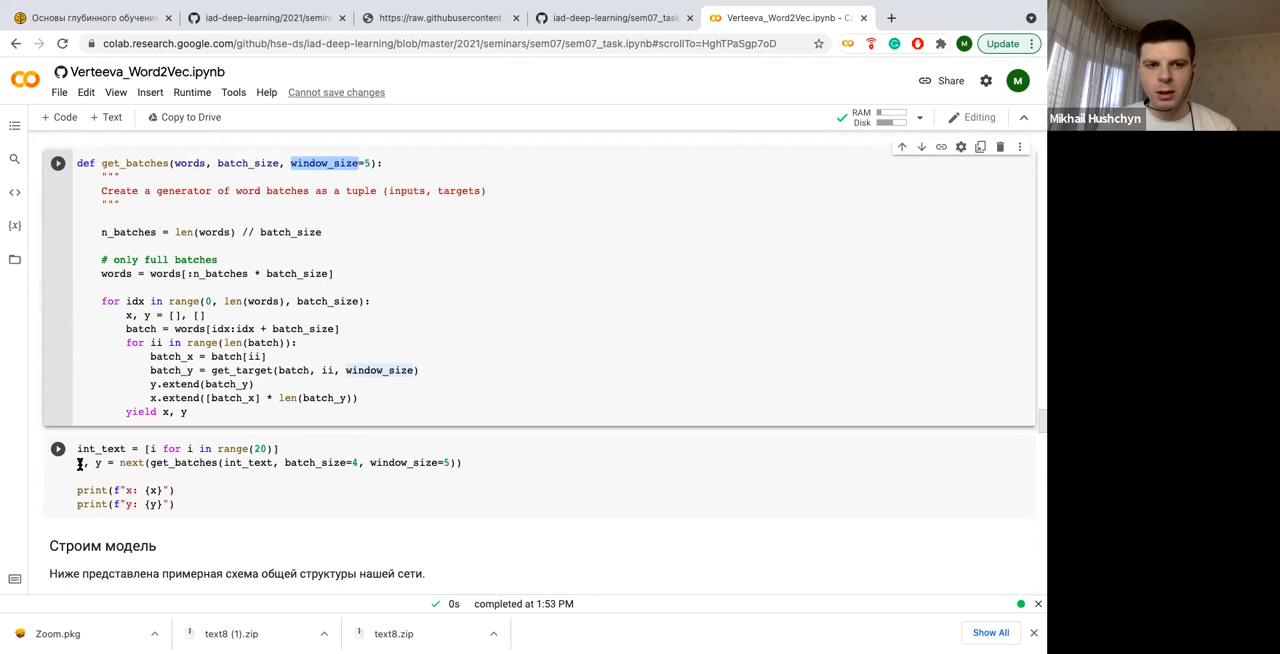 Основы глубинного обучения
iad-deep-learning/2021/semina
https://raw.githubusercontent.
iad-deep-learning/sem07_task.
Verteeva_Word2Vec.ipynb - C
colab.research.google.com/github/hse-ds/iad-deep-learning/blob/master/2021/seminars/sem07/sem07_task.ipynb#scrollTo=HghTPaSgp7oD
M
Update
Verteeva_Word2Vec.ipynb
Share
M
File Edit View Insert Runtime Tools Help Cannot save changes
+ Code + Text Copy to Drive
RAM
Disk
Editing
Mikhail Hushchyn
def get_batches(words, batch_size, window_size=5):
"""
Create a generator of word batches as a tuple (inputs, targets)
"""
n_batches = len(words) // batch_size
# only full batches
words = words[:n_batches * batch_size]
for idx in range(0, len(words), batch_size):
x, y = [], []
batch = words[idx:idx + batch_size]
for ii in range(len(batch)):
batch_x = batch[ii]
batch_y = get_target(batch, ii, window_size)
y.extend(batch_y)
x.extend([batch_x] * len(batch_y))
yield x, y
int_text = [i for i in range(20)]
, y = next(get_batches(int_text, batch_size=4, window_size=5))
print(f"x: {x}")
print(f"y: {y}")
Строим модель
Ниже представлена примерная схема общей структуры нашей сети.
0s completed at 1:53 PM
Zoom.pkg
text8 (1).zip
text8.zip
Show All